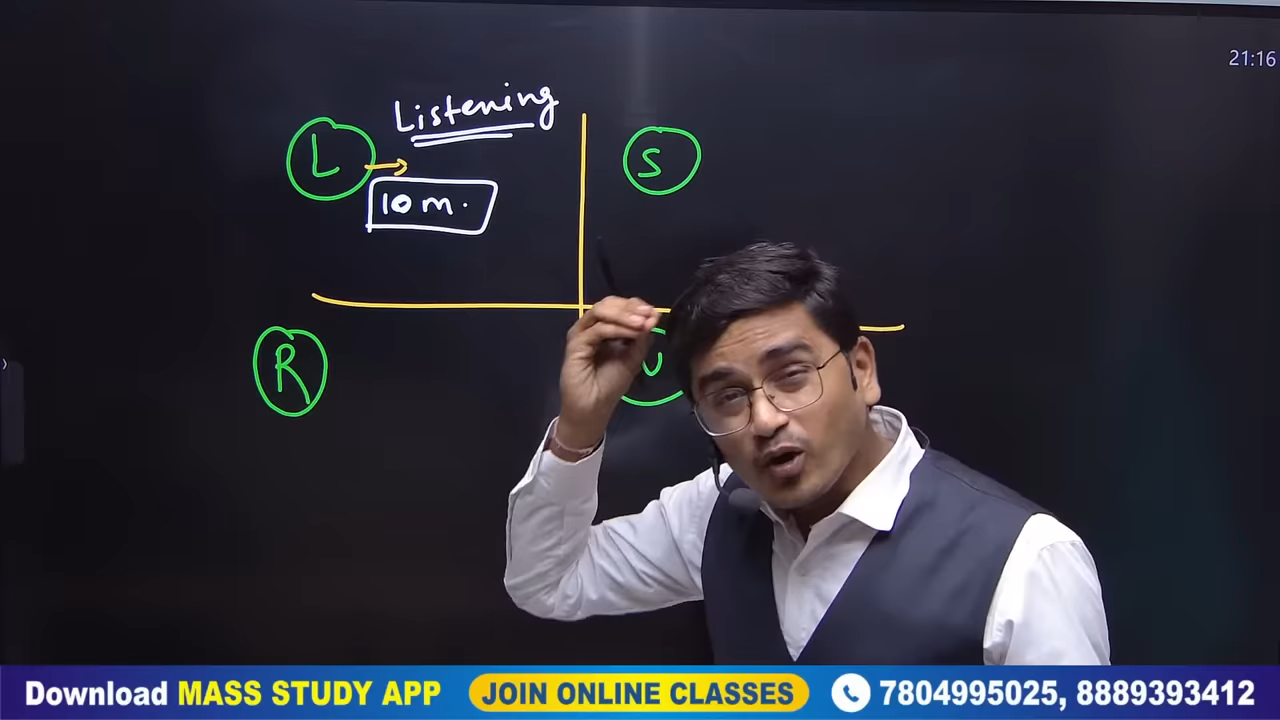 21:16
Listening
L
S
10 m.
R
Download MASS STUDY APP JOIN ONLINE CLASSES 7804995025, 8889393412